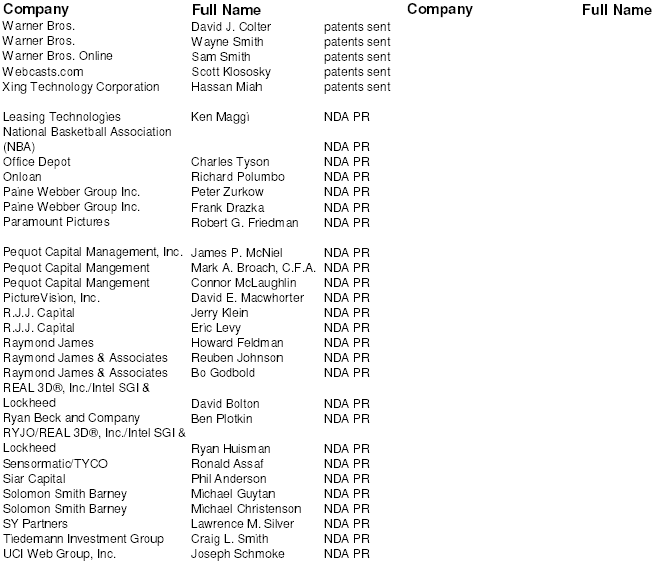 Company Full Name Company Full Name
Warner Bros. David J. Colter patents sent
Warner Bros. Wayne Smith patents sent
Warner Bros. Online Sam Smith patents sent
Webcasts.com Scott Klososky patents sent
Xing Technology Corporation Hassan Miah patents sent
Leasing Technologies Ken Maggi NDA PR
National Basketball Association
(NBA) NDA PR
Office Depot Charles Tyson NDA PR
Onloan Richard Polumbo NDA PR
Paine Webber Group Inc. Peter Zurkow NDA PR
Paine Webber Group Inc. Frank Drazka NDA PR
Paramount Pictures Robert G. Friedman NDA PR
Pequot Capital Management, Inc. James P. McNiel NDA PR
Pequot Capital Mangement Mark A. Broach, C.F.A. NDA PR
Pequot Capital Mangement Connor McLaughlin NDA PR
PictureVision, Inc. David E. Macwhorter NDA PR
R.J.J. Capital Jerry Klein NDA PR
R.J.J. Capital Eric Levy NDA PR
Raymond James Howard Feldman NDA PR
Raymond James & Associates Reuben Johnson NDA PR
Raymond James & Associates Bo Godbold NDA PR
REAL 3D®, Inc./Intel SGI &
Lockheed David Bolton NDA PR
Ryan Beck and Company Ben Plotkin NDA PR
RYJO/REAL 3D®, Inc./Intel SGI &
Lockheed Ryan Huisman NDA PR
Sensormatic/TYCO Ronald Assaf NDA PR
Siar Capital Phil Anderson NDA PR
Solomon Smith Barney Michael Guytan NDA PR
Solomon Smith Barney Michael Christenson NDA PR
SY Partners Lawrence M. Silver NDA PR
Tiedemann Investment Group Craig L. Smith NDA PR
UCI Web Group, Inc. Joseph Schmoke NDA PR